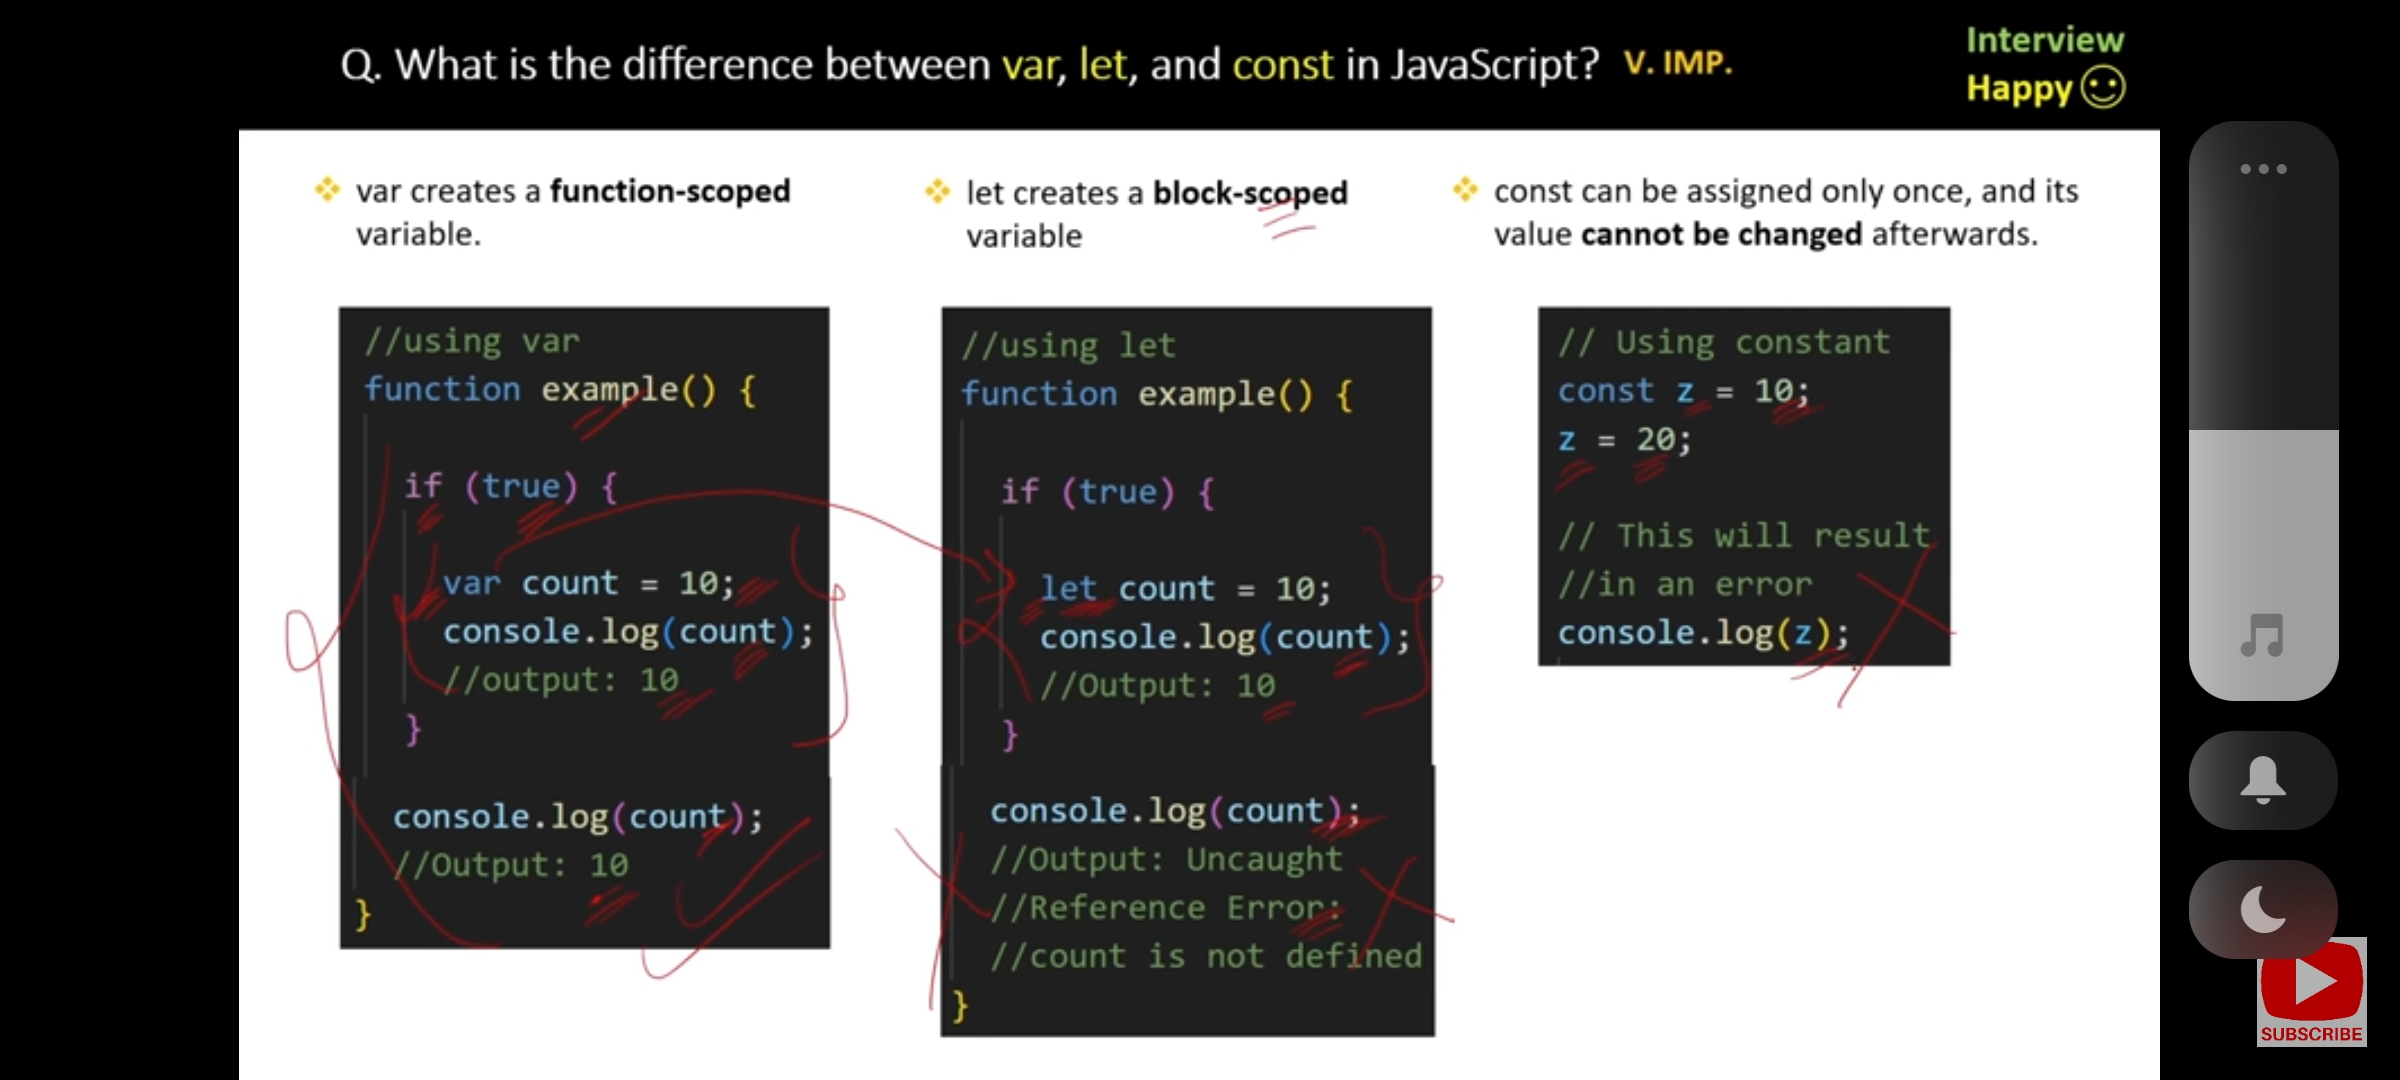 Q. What is the difference between var, let, and const in JavaScript? V. IMP.
Interview
Happy
var creates a function-scoped
variable.
//using var
function example() {
if (true) {
var count = 10;
console.log(count);
//output: 10
}
console.log(count);
//Output: 10
}
let creates a block-scoped
variable
//using let
function example() {
if (true) {
let count = 10;
console.log(count);
//Output: 10
}
console.log(count);
//Output: Uncaught
//Reference Error:
//count is not defined
}
const can be assigned only once, and its
value cannot be changed afterwards.
// Using constant
const z = 10;
z = 20;
// This will result
//in an error
console.log(z);
SUBSCRIBE